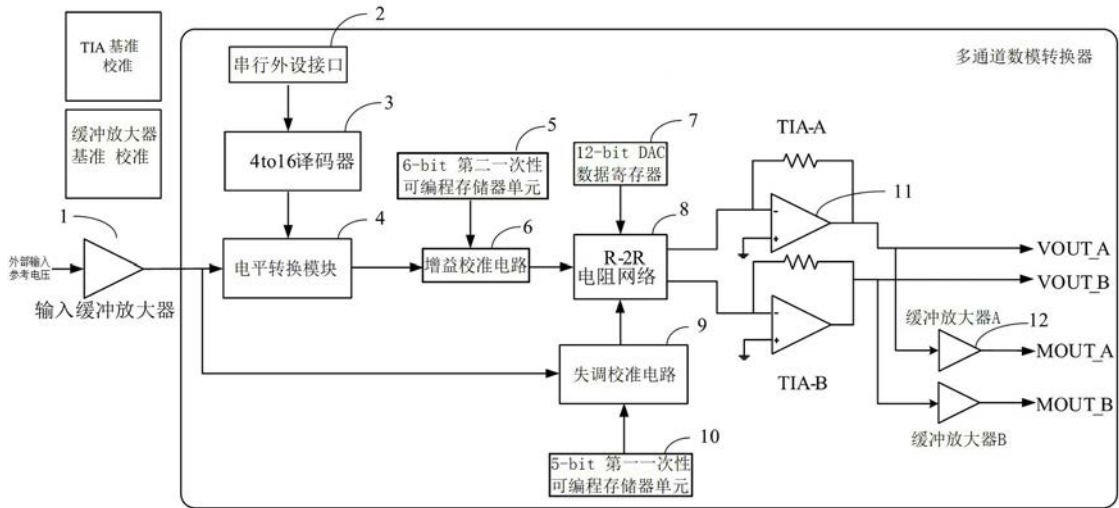 TIA 基准
校准
缓冲放大器
基准 校准
多通道数模转换器
2
串行外设接口
3
4to16译码器
5
6-bit 第二一次性
可编程存储器单元
7
12-bit DAC
数据寄存器
TIA-A
11
1
外部输入
参考电压
输入缓冲放大器
4
电平转换模块
6
增益校准电路
8
R-2R
电阻网络
-
+
VOUT_A
VOUT_B
-
+
TIA-B
9
失调校准电路
缓冲放大器A
12
MOUT_A
MOUT_B
缓冲放大器B
10
5-bit 第一一次性
可编程存储器单元